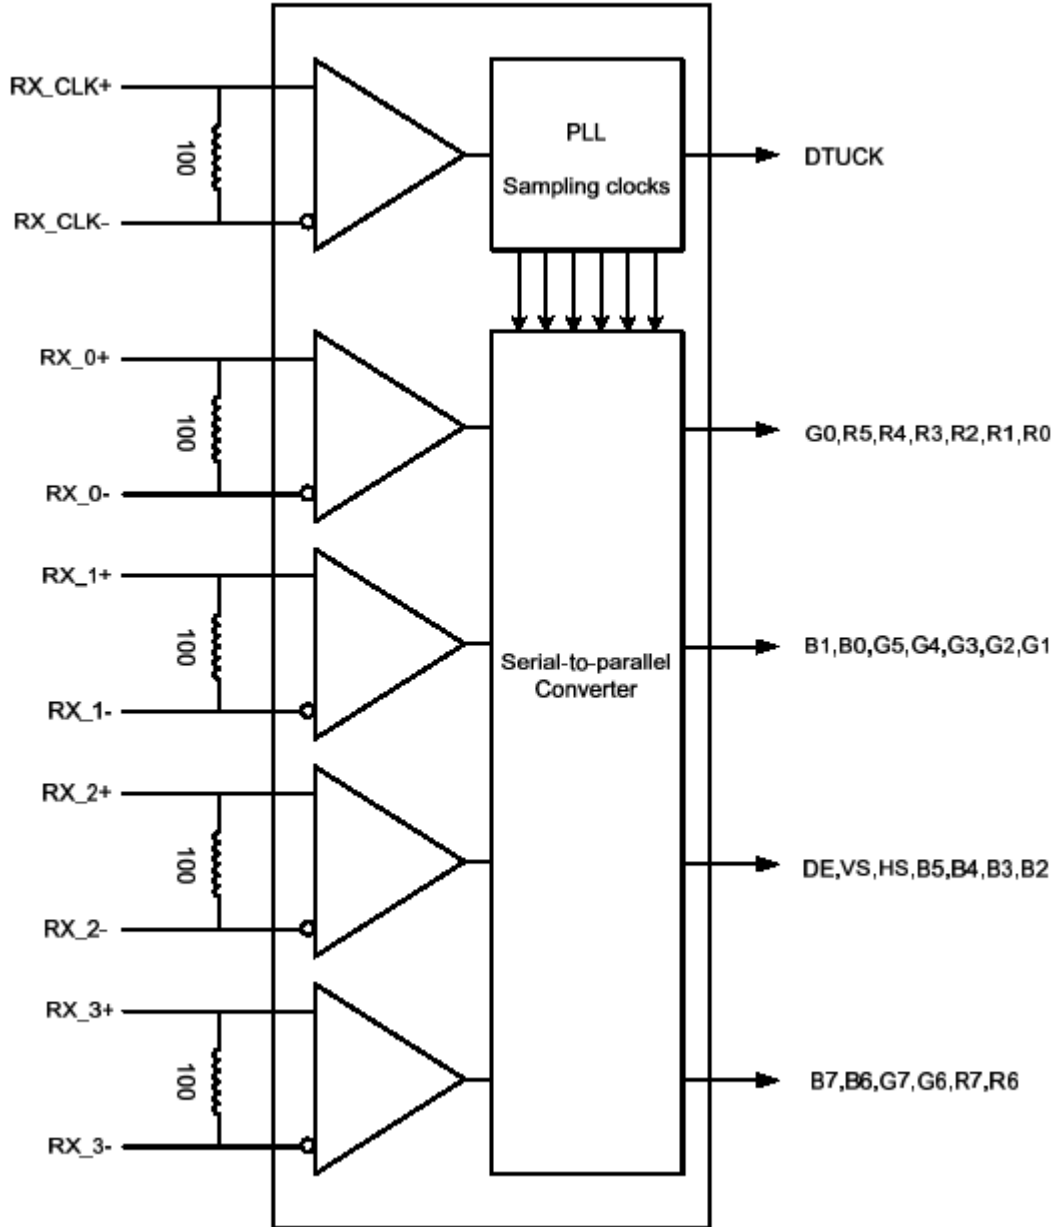 RX_CLK+
100
RX_CLK-
PLL
Sampling clocks
DTUCK
RX_0+
100
RX_0-
G0,R5,R4,R3,R2,R1,R0
RX_1+
100
RX_1-
Serial-to-parallel
Converter
B1,B0,G5,G4,G3,G2,G1
RX_2+
100
RX_2-
DE,VS,HS,B5,B4,B3,B2
RX_3+
100
RX_3-
B7,B6,G7,G6,R7,R6